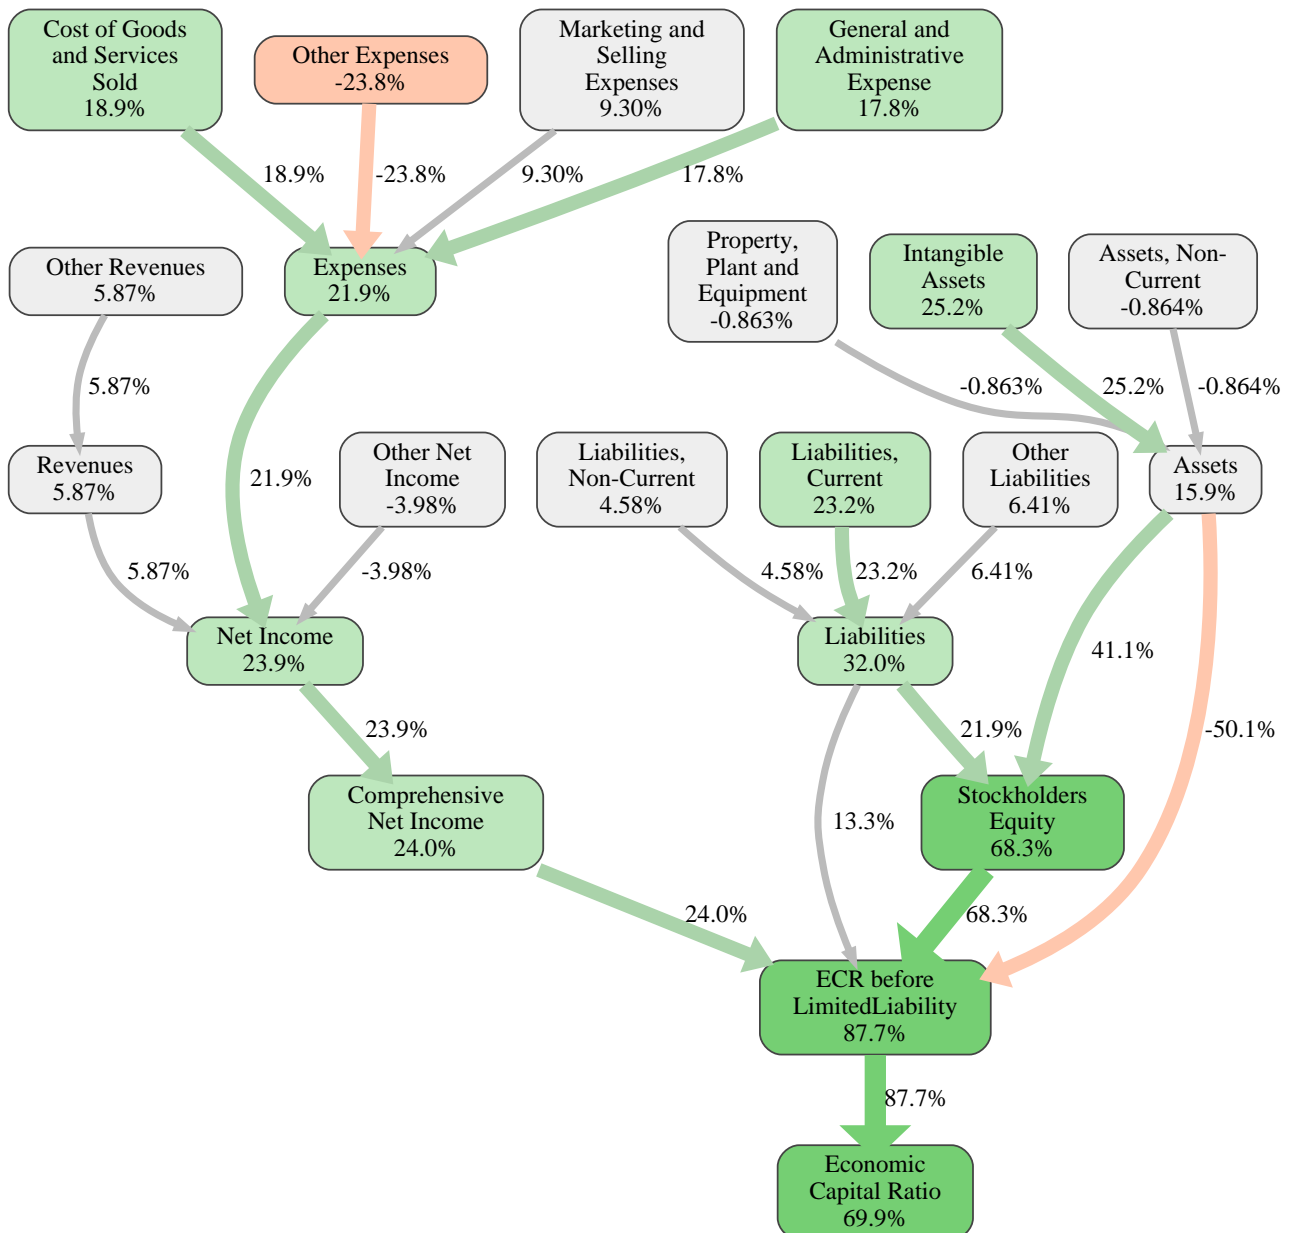 Cost of Goods
and Services
Sold
18.9%
Other Expenses
-23.8%
Marketing and
Selling
Expenses
9.30%
General and
Administrative
Expense
17.8%
18.9%
-23.8%
9.30%
17.8%
Other Revenues
5.87%
Expenses
21.9%
Property,
Plant and
Equipment
-0.863%
Intangible
Assets
25.2%
Assets, Non-
Current
-0.864%
5.87%
-0.863%
25.2%
-0.864%
Revenues
5.87%
21.9%
Other Net
Income
-3.98%
Liabilities,
Non-Current
4.58%
Liabilities,
Current
23.2%
Other
Liabilities
6.41%
Assets
15.9%
5.87%
-3.98%
4.58%
23.2%
6.41%
Net Income
23.9%
Liabilities
32.0%
41.1%
23.9%
21.9%
-50.1%
Comprehensive
Net Income
24.0%
13.3%
Stockholders
Equity
68.3%
24.0%
68.3%
ECR before
LimitedLiability
87.7%
87.7%
Economic
Capital Ratio
69.9%